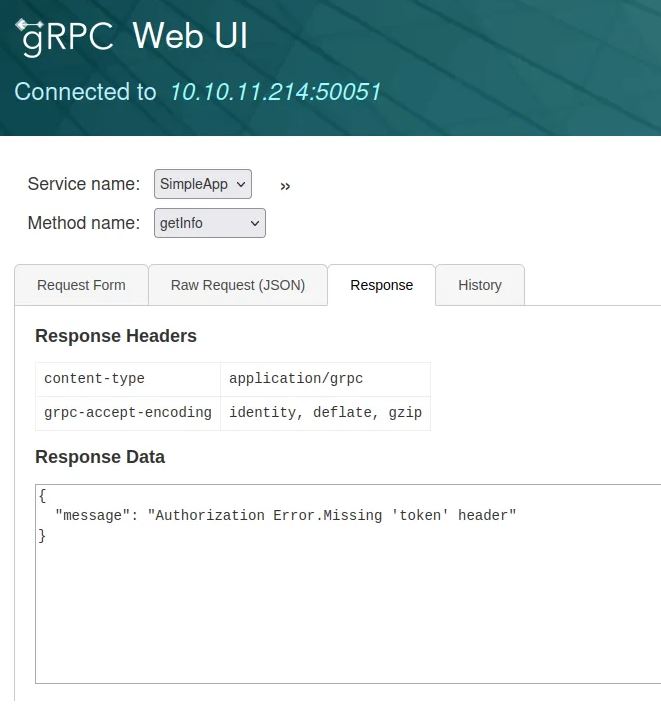 gRPC Web UI
Connected to 10.10.11.214:50051
Service name: SimpleApp »
Method name: getInfo
Request Form Raw Request (JSON) Response History
Response Headers
content-type application/grpc
grpc-accept-encoding identity, deflate, gzip
Response Data
{
  "message": "Authorization Error.Missing 'token' header"
}